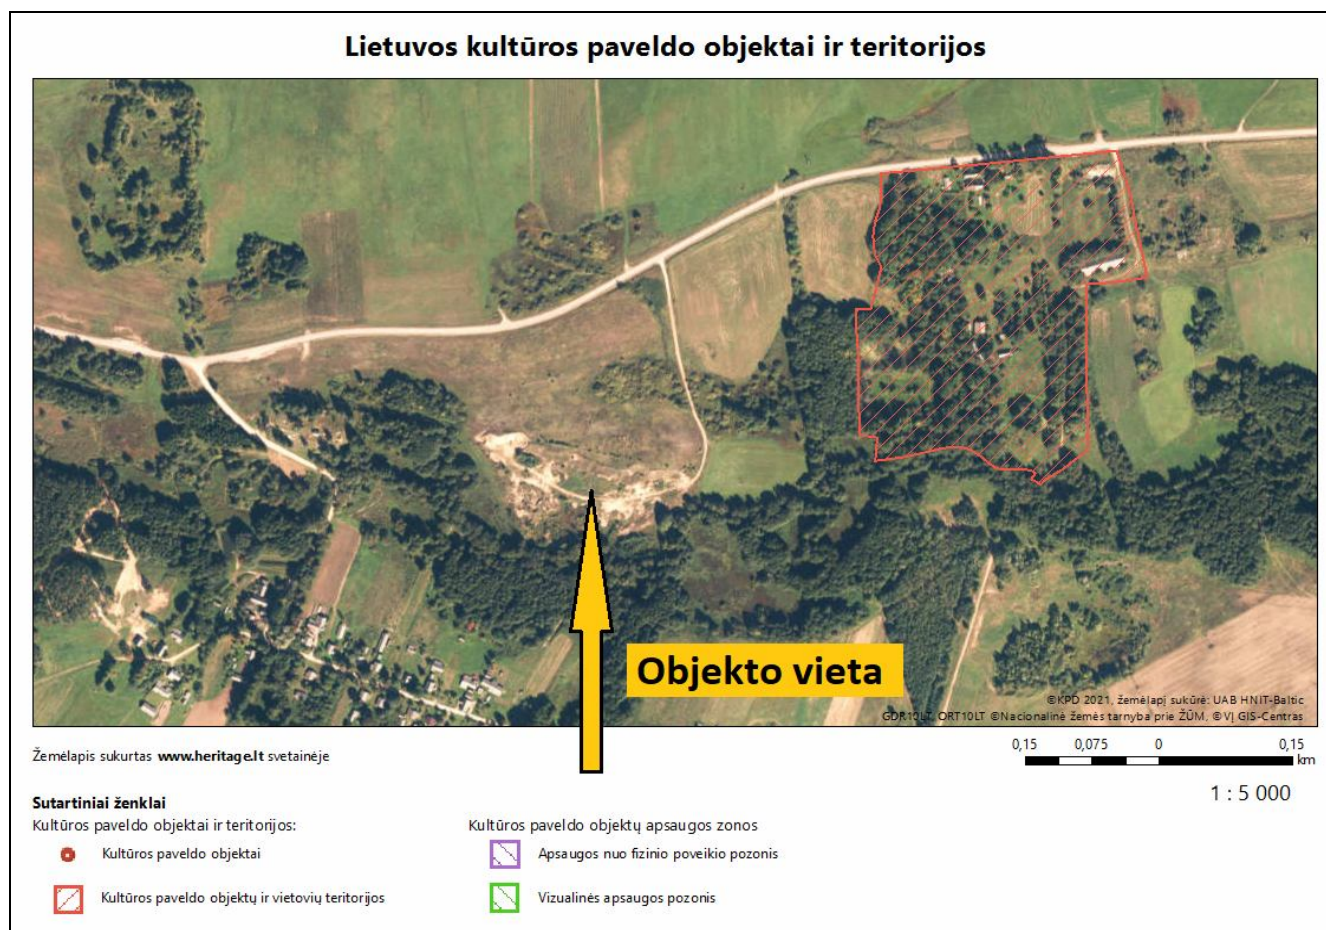 Lietuvos kultūros paveldo objektai ir teritorijos
Objekto vieta
©KPD 2021, žemėlapį sukūrė: UAB HNIT-Baltic
GDR10LT, ORT10LT ©Nacionalinė žemės tarnyba prie ŽŪM, ©VĮ GIS-Centras
Žemėlapis sukurtas www.heritage.lt svetainėje
0,15 0,075 0 0,15
km
1 : 5 000
Sutartiniai ženklai
Kultūros paveldo objektai ir teritorijos:
Kultūros paveldo objektai
Kultūros paveldo objektų ir vietovių teritorijos
Kultūros paveldo objektų apsaugos zonos
Apsaugos nuo fizinio poveikio pozonis
Vizualinės apsaugos pozonis